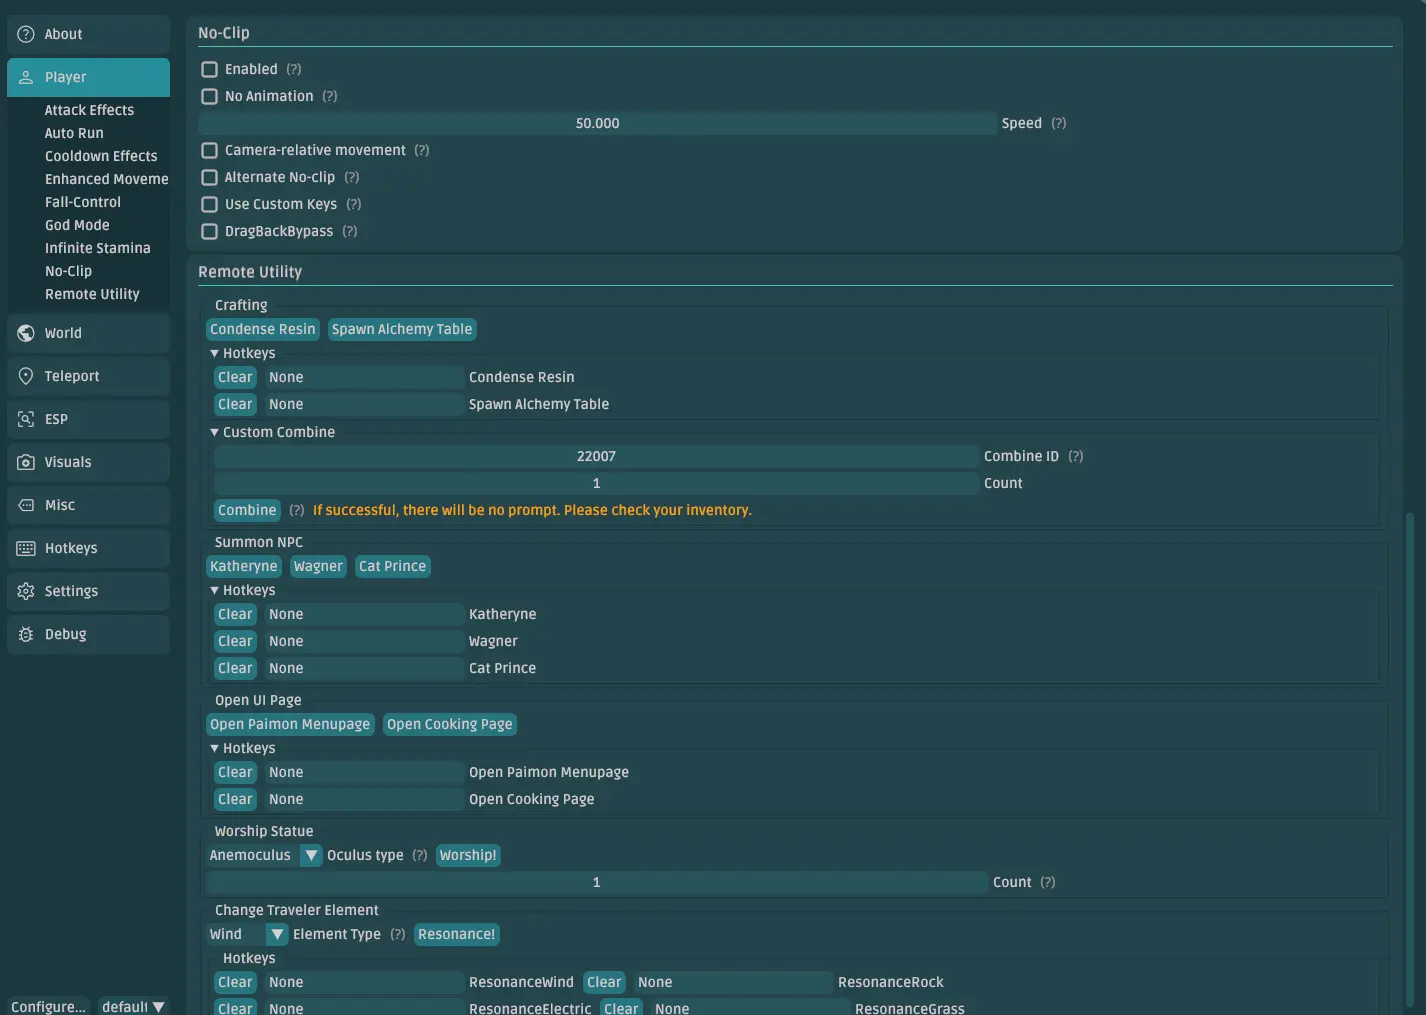 About
Player
Attack Effects
Auto Run
Cooldown Effects
Enhanced Moveme
Fall-Control
God Mode
Infinite Stamina
No-Clip
Remote Utility
World
Teleport
ESP
Visuals
Misc
Hotkeys
Settings
Debug
Configure... default
No-Clip
Enabled (?)
No Animation (?)
50.000 Speed (?)
Camera-relative movement (?)
Alternate No-clip (?)
Use Custom Keys (?)
DragBackBypass (?)
Remote Utility
Crafting
Condense Resin Spawn Alchemy Table
Hotkeys
Clear None Condense Resin
Clear None Spawn Alchemy Table
Custom Combine
22007 Combine ID (?)
1 Count
Combine (?) If successful, there will be no prompt. Please check your inventory.
Summon NPC
Katheryne Wagner Cat Prince
Hotkeys
Clear None Katheryne
Clear None Wagner
Clear None Cat Prince
Open UI Page
Open Paimon Menupage Open Cooking Page
Hotkeys
Clear None Open Paimon Menupage
Clear None Open Cooking Page
Worship Statue
Anemoculus Oculus type (?) Worship!
1 Count (?)
Change Traveler Element
Wind Element Type (?) Resonance!
Hotkeys
Clear None ResonanceWind Clear None ResonanceRock
Clear None ResonanceElectric Clear None ResonanceGrass